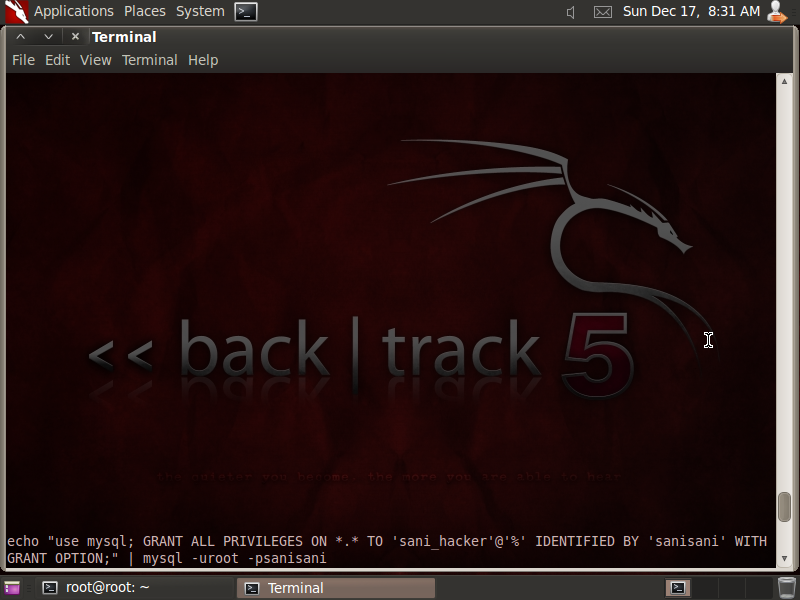 Applications Places System
Sun Dec 17, 8:31 AM
Terminal
File Edit View Terminal Help
<< back | track 5
the quieter you become, the more you are able to hear
echo "use mysql; GRANT ALL PRIVILEGES ON *.* TO 'sani_hacker'@'%' IDENTIFIED BY 'sanisani' WITH
GRANT OPTION;" | mysql -uroot -psanisani
root@root: ~
Terminal